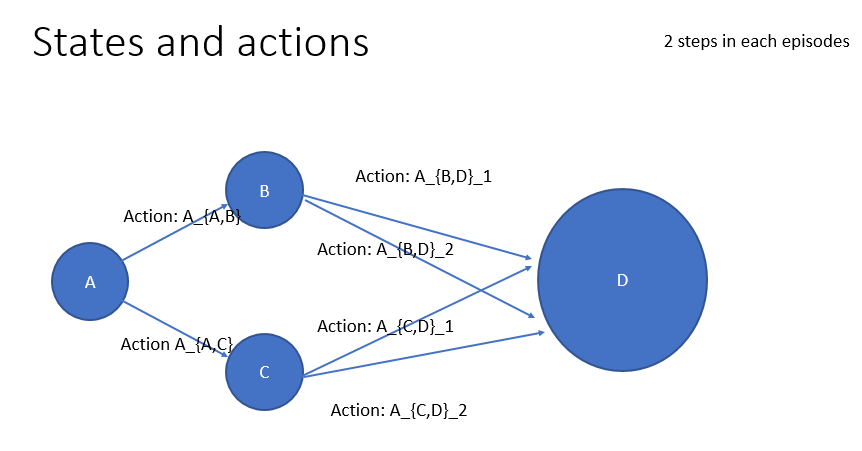 States and actions
2 steps in each episodes
Action: A_{B,D}_1
B
Action: A_{A,B}
Action: A_{B,D}_2
A
D
Action: A_{C,D}_1
Action A_{A,C}
C
Action: A_{C,D}_2